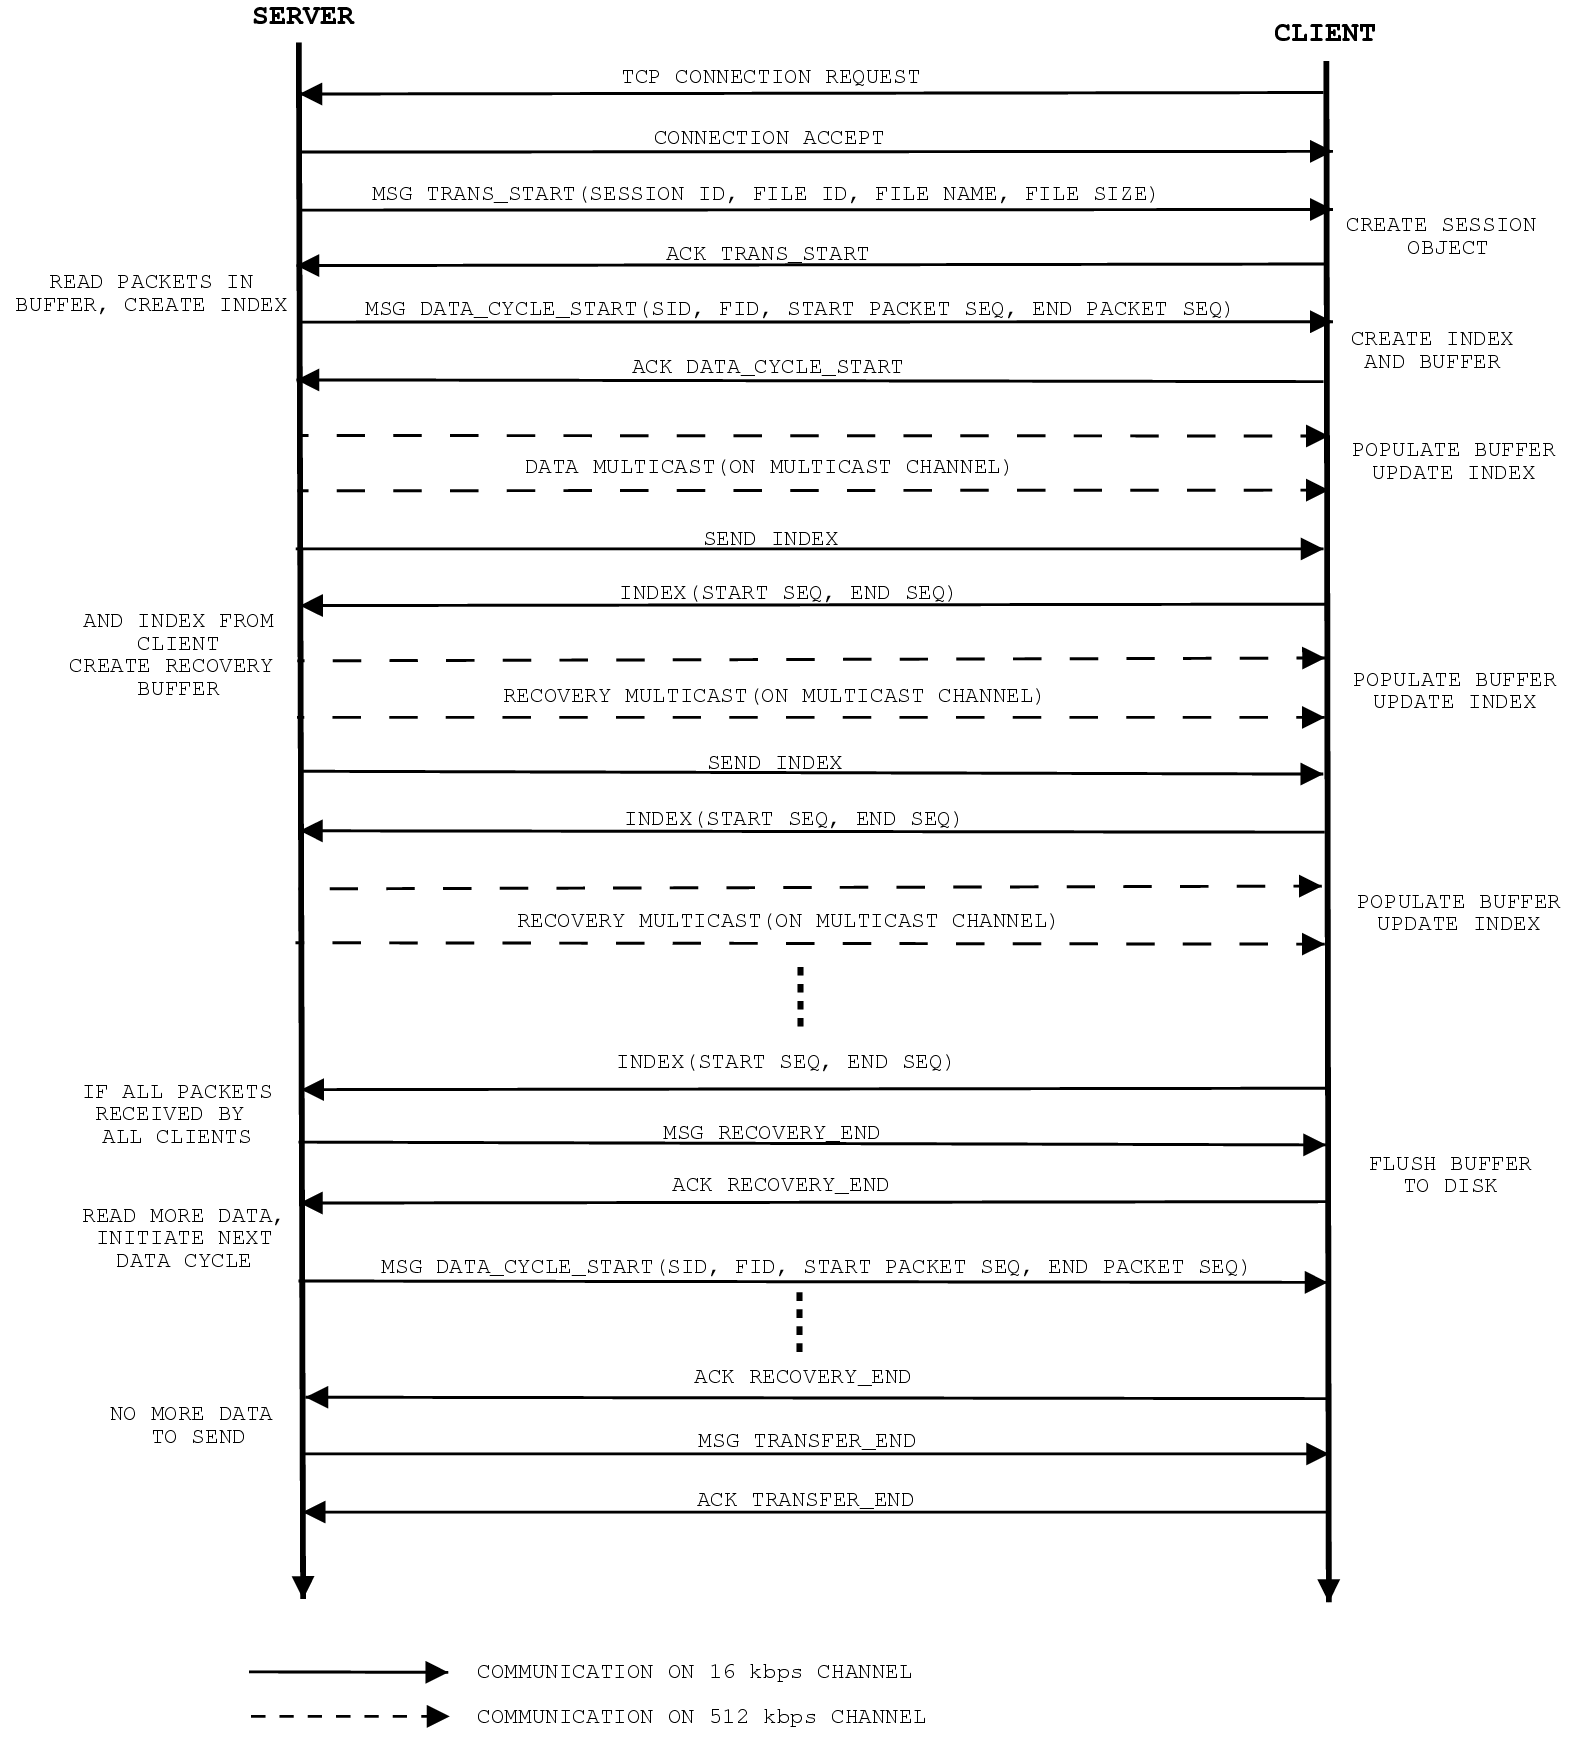 SERVER
CLIENT
TCP CONNECTION REQUEST
CONNECTION ACCEPT
MSG TRANS_START(SESSION ID, FILE ID, FILE NAME, FILE SIZE)
CREATE SESSION
OBJECT
ACK TRANS_START
READ PACKETS IN
BUFFER, CREATE INDEX
MSG DATA_CYCLE_START(SID, FID, START PACKET SEQ, END PACKET SEQ)
CREATE INDEX
AND BUFFER
ACK DATA_CYCLE_START
POPULATE BUFFER
UPDATE INDEX
DATA MULTICAST(ON MULTICAST CHANNEL)
SEND INDEX
INDEX(START SEQ, END SEQ)
AND INDEX FROM
CLIENT
CREATE RECOVERY
BUFFER
RECOVERY MULTICAST(ON MULTICAST CHANNEL)
POPULATE BUFFER
UPDATE INDEX
SEND INDEX
INDEX(START SEQ, END SEQ)
POPULATE BUFFER
UPDATE INDEX
RECOVERY MULTICAST(ON MULTICAST CHANNEL)
INDEX(START SEQ, END SEQ)
IF ALL PACKETS
RECEIVED BY
ALL CLIENTS
MSG RECOVERY_END
FLUSH BUFFER
TO DISK
ACK RECOVERY_END
READ MORE DATA,
INITIATE NEXT
DATA CYCLE
MSG DATA_CYCLE_START(SID, FID, START PACKET SEQ, END PACKET SEQ)
ACK RECOVERY_END
NO MORE DATA
TO SEND
MSG TRANSFER_END
ACK TRANSFER_END
COMMUNICATION ON 16 kbps CHANNEL
COMMUNICATION ON 512 kbps CHANNEL